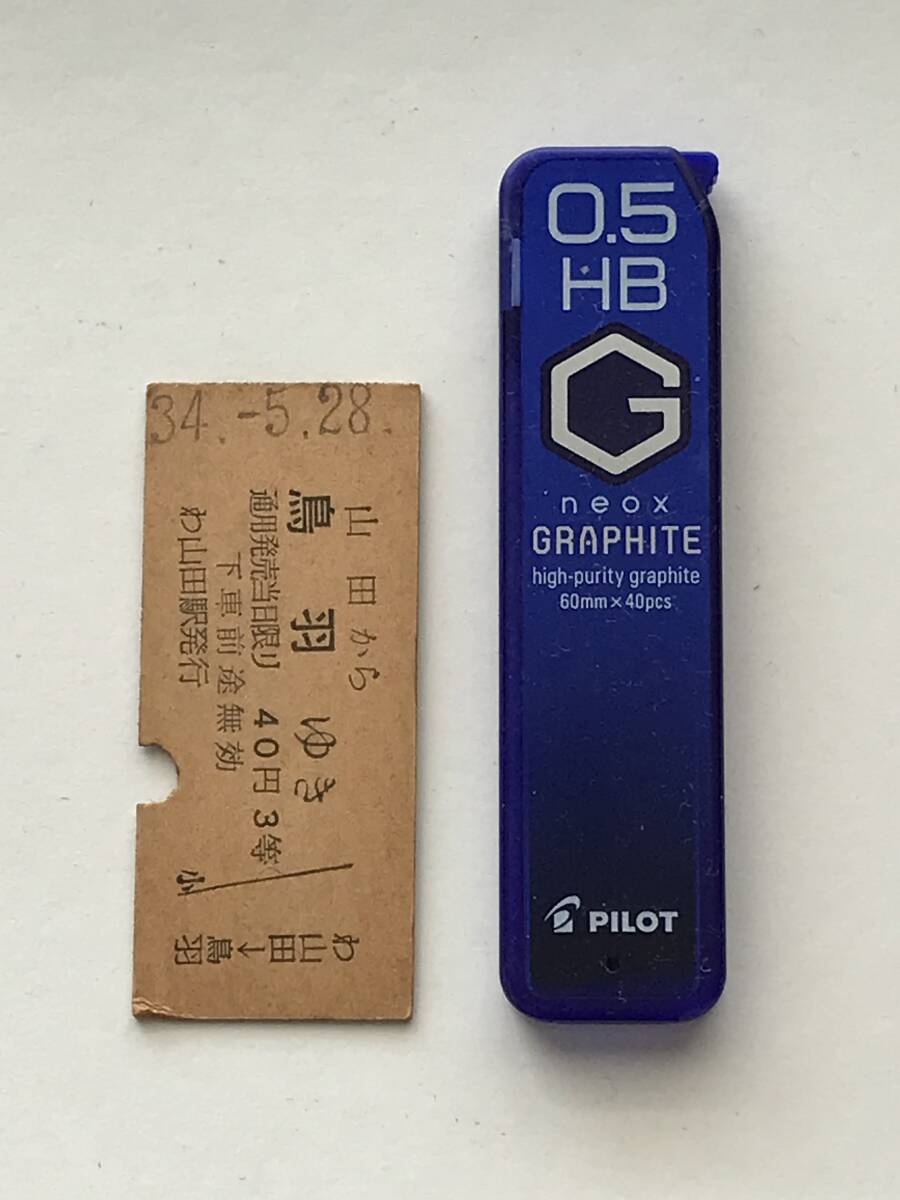 34.-5.28.
山田から
鳥羽ゆき
通用発売当日限り 40円 3等
下車前途無効
わ山田駅発行
小
わ
山田→鳥羽
0.5
HB
G
neox
GRAPHITE
high-purity graphite
60mm×40pcs
PILOT